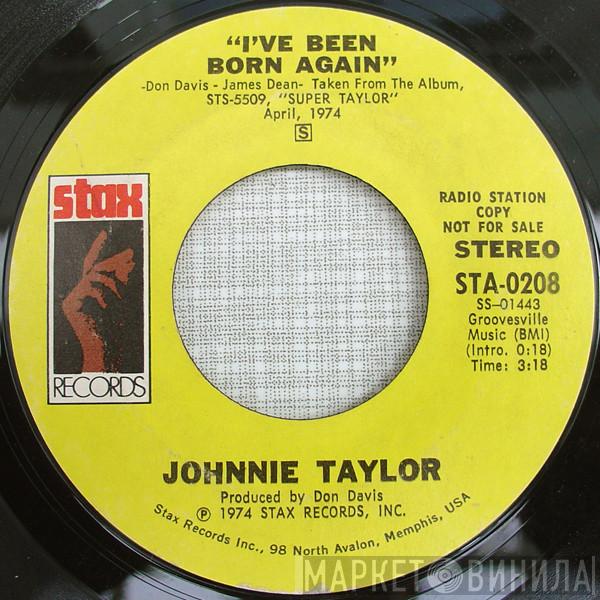 "I'VE BEEN
BORN AGAIN"
-Don Davis - James Dean- Taken From The Album,
STS-5509, "SUPER TAYLOR"
April, 1974
S
stax
RECORDS
RADIO STATION
COPY
NOT FOR SALE
STEREO
STA-0208
SS-01443
Groovesville
Music (BMI)
(Intro. 0:18)
Time: 3:18
JOHNNIE TAYLOR
Produced by Don Davis
℗ 1974 STAX RECORDS, INC.
Stax Records Inc., 98 North Avalon, Memphis, USA
МАРКЕТ ВИНИЛА